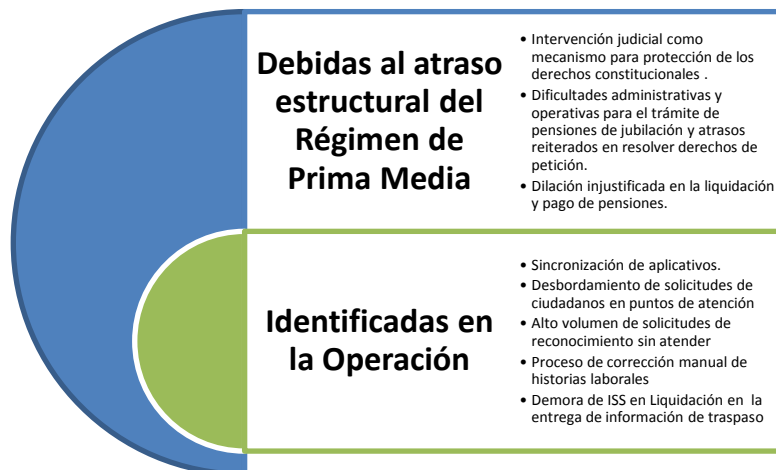 Debidas al atraso
estructural del
Régimen de
Prima Media
• Intervención judicial como
mecanismo para protección de los
derechos constitucionales .
• Dificultades administrativas y
operativas para el trámite de
pensiones de jubilación y atrasos
reiterados en resolver derechos de
petición.
• Dilación injustificada en la liquidación
y pago de pensiones.
Identificadas en
la Operación
• Sincronización de aplicativos.
• Desbordamiento de solicitudes de
ciudadanos en puntos de atención
• Alto volumen de solicitudes de
reconocimiento sin atender
• Proceso de corrección manual de
historias laborales
• Demora de ISS en Liquidación en  la
entrega de información de traspaso